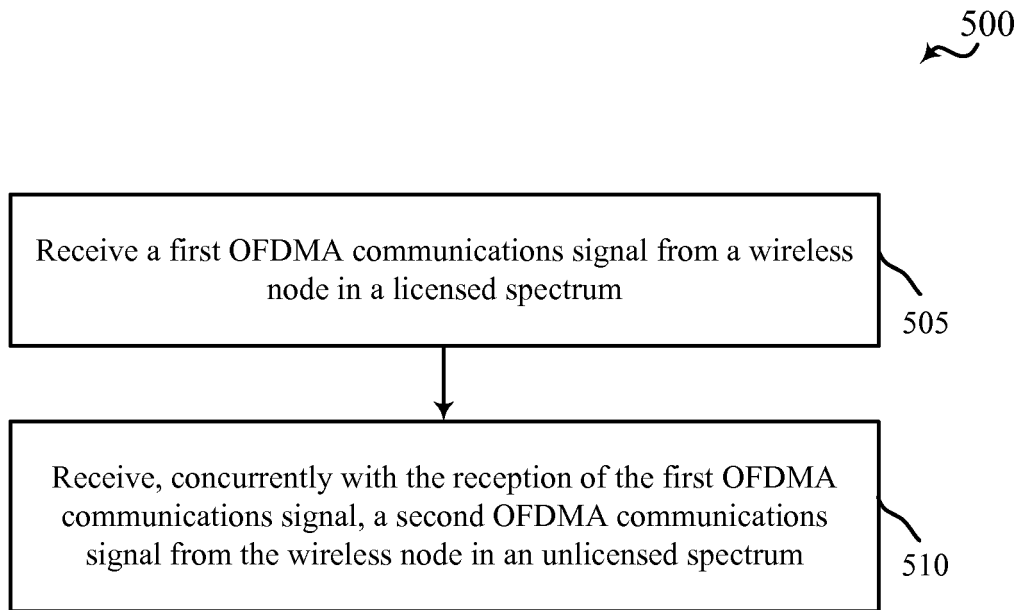 500
Receive a first OFDMA communications signal from a wireless
node in a licensed spectrum
505
Receive, concurrently with the reception of the first OFDMA
communications signal, a second OFDMA communications
signal from the wireless node in an unlicensed spectrum
510